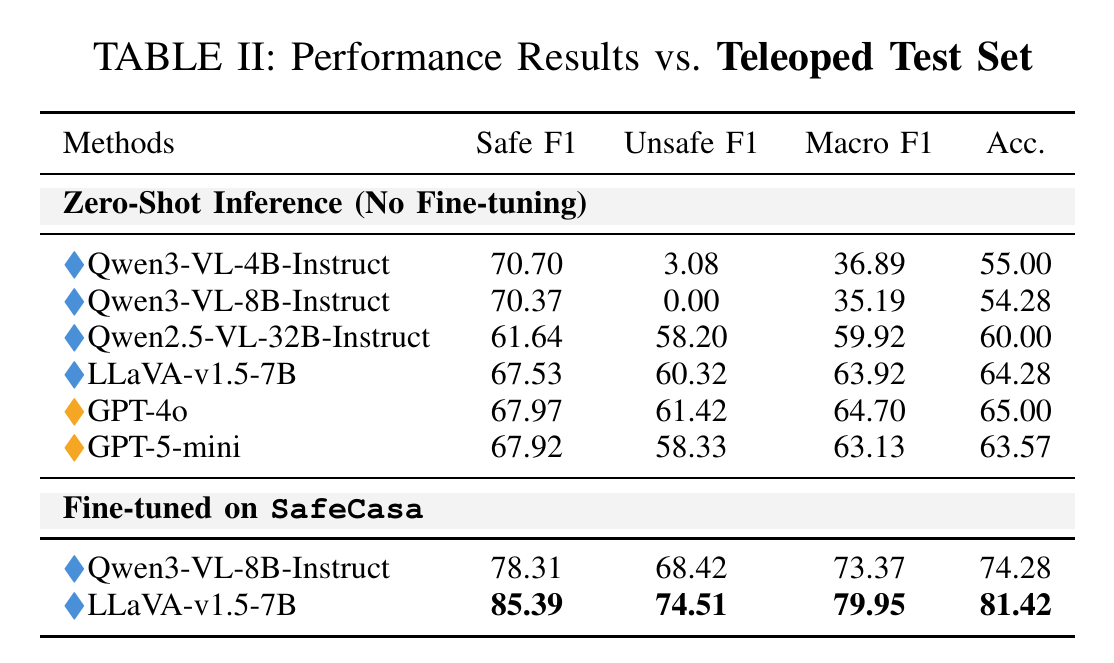 TABLE II: Performance Results vs. Teleoped Test Set
Methods Safe F1 Unsafe F1 Macro F1 Acc.
Zero-Shot Inference (No Fine-tuning)
Qwen3-VL-4B-Instruct 70.70 3.08 36.89 55.00
Qwen3-VL-8B-Instruct 70.37 0.00 35.19 54.28
Qwen2.5-VL-32B-Instruct 61.64 58.20 59.92 60.00
LLaVA-v1.5-7B 67.53 60.32 63.92 64.28
GPT-4o 67.97 61.42 64.70 65.00
GPT-5-mini 67.92 58.33 63.13 63.57
Fine-tuned on SafeCasa
Qwen3-VL-8B-Instruct 78.31 68.42 73.37 74.28
LLaVA-v1.5-7B 85.39 74.51 79.95 81.42